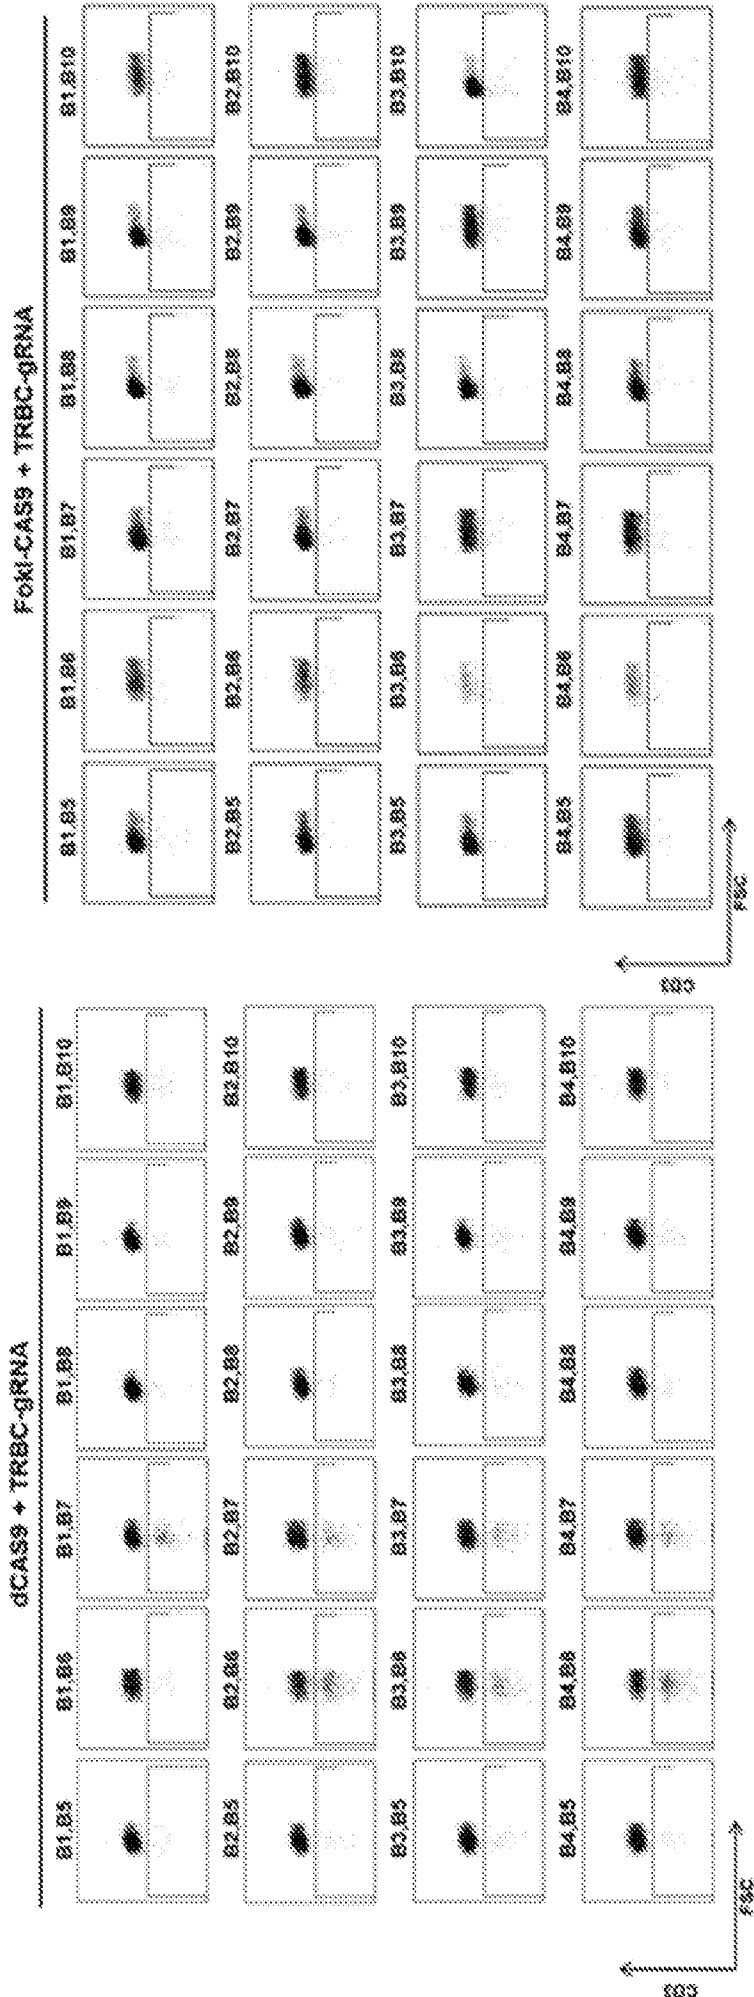 dCAS9 + TRBC-gRNA
B1,B5 B1,B6 B1,B7 B1,B8 B1,B9 B1,B10
B2,B5 B2,B6 B2,B7 B2,B8 B2,B9 B3,B10
B3,B5 B3,B6 B3,B7 B3,B8 B3,B9 B3,B10
B4,B5 B4,B6 B4,B7 B4,B8 B4,B9 B4,B10
CD3
FSC
FokI-CAS9 + TRBC-gRNA
B1,B5 B1,B6 B1,B7 B1,B8 B1,B9 B1,B10
B2,B5 B2,B6 B3,B7 B2,B8 B2,B9 B2,B10
B3,B5 B3,B6 B3,B7 B3,B8 B3,B9 B3,B10
B4,B5 B4,B6 B4,B7 B4,B8 B4,B9 B4,B10
CD3
FSC